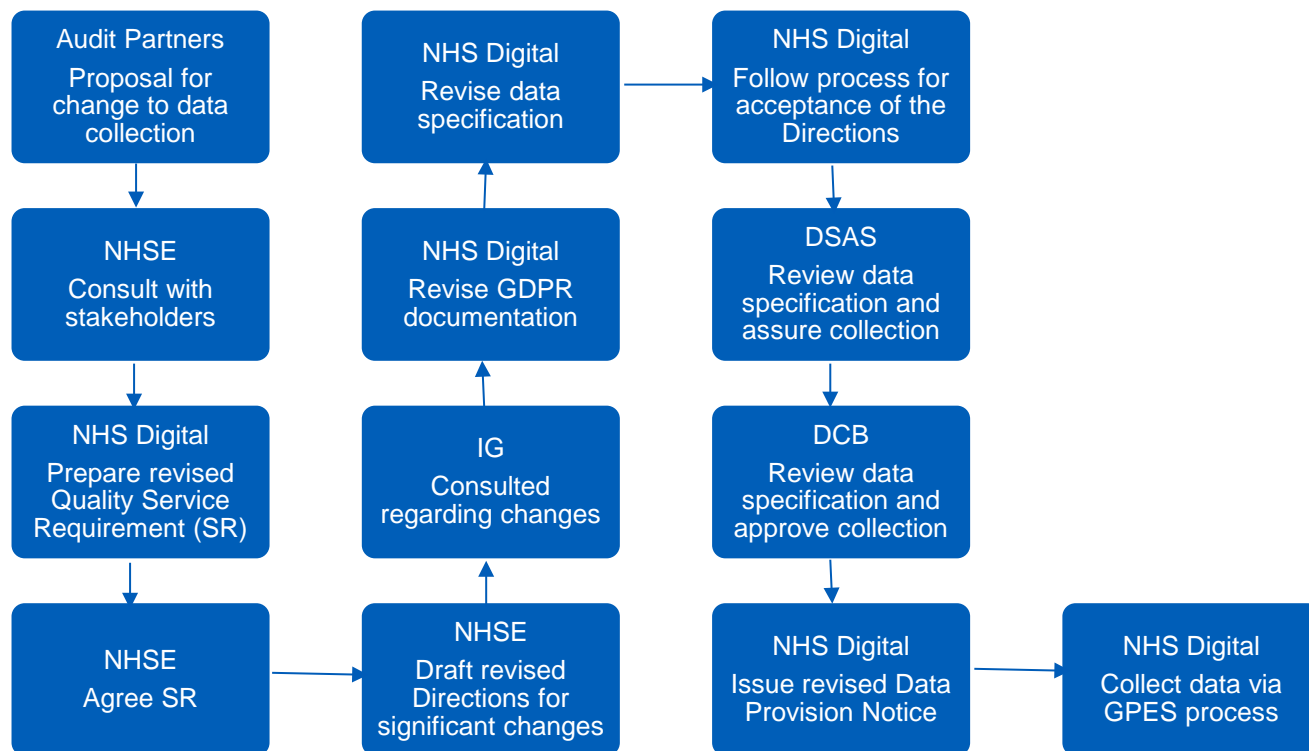 Audit Partners
Proposal for
change to data
collection
NHSE
Consult with
stakeholders
NHS Digital
Prepare revised
Quality Service
Requirement (SR)
NHSE
Agree SR
NHSE
Draft revised
Directions for
significant changes
IG
Consulted
regarding changes
NHS Digital
Revise GDPR
documentation
NHS Digital
Revise data
specification
NHS Digital
Follow process for
acceptance of the
Directions
DSAS
Review data
specification and
assure collection
DCB
Review data
specification and
approve collection
NHS Digital
Issue revised Data
Provision Notice
NHS Digital
Collect data via
GPES process